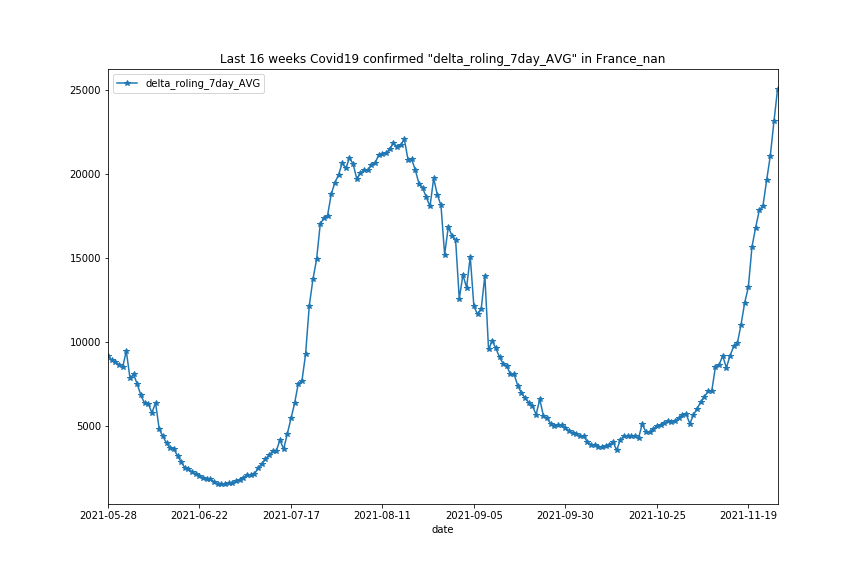 Last 16 weeks Covid19 confirmed "delta_roling_7day_AVG" in France_nan
delta_roling_7day_AVG
25000
20000
15000
10000
5000
2021-05-28 2021-06-22 2021-07-17 2021-08-11 2021-09-05 2021-09-30 2021-10-25 2021-11-19
date